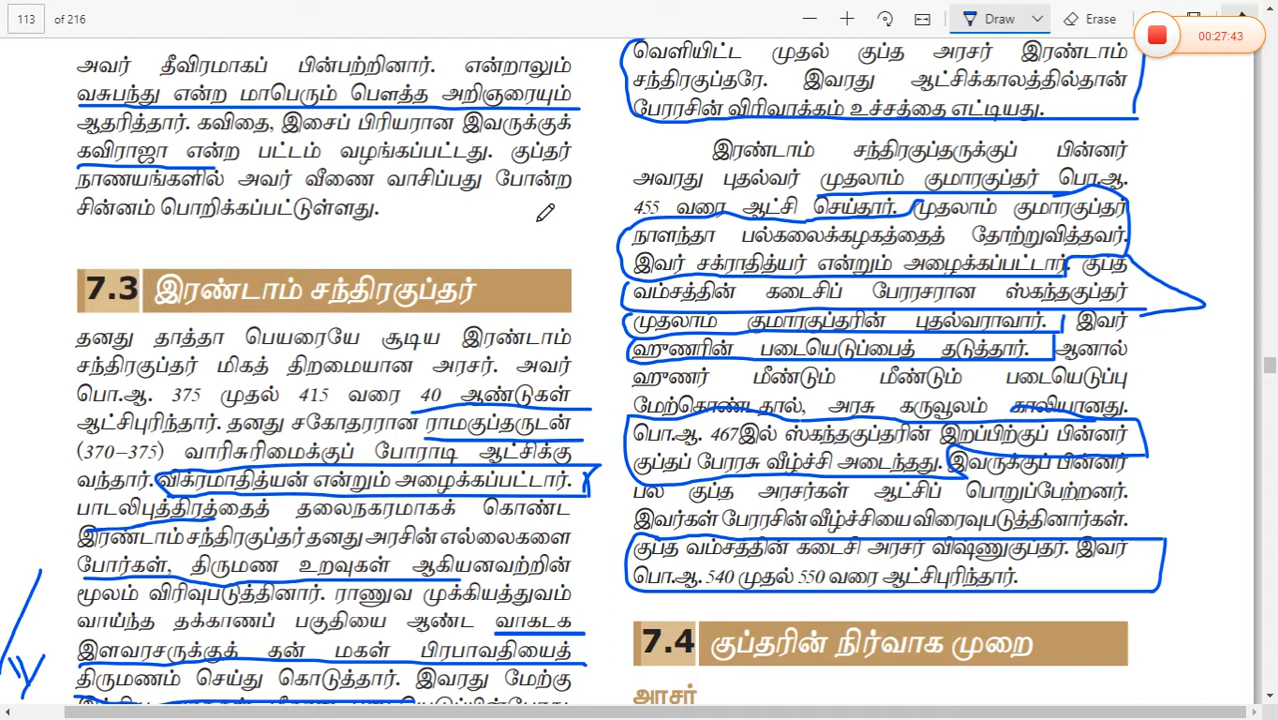 113 of 216
Draw
Erase
00:27:43
அவர் தீவிரமாகப் பின்பற்றினார். என்றாலும்
வசுபந்து என்ற மாபெரும் பௌத்த அறிஞரையும்
ஆதரித்தார். கவிதை, இசைப் பிரியரான இவருக்குக்
கவிராஜா என்ற பட்டம் வழங்கப்பட்டது. குப்தர்
நாணயங்களில் அவர் வீணை வாசிப்பது போன்ற
சின்னம் பொறிக்கப்பட்டுள்ளது.
7.3 இரண்டாம் சந்திரகுப்தர்
தனது தாத்தா பெயரையே சூடிய இரண்டாம்
சந்திரகுப்தர் மிகத் திறமையான அரசர். அவர்
பொ.ஆ. 375 முதல் 415 வரை 40 ஆண்டுகள்
ஆட்சிபுரிந்தார். தனது சகோதரரான ராமகுப்தருடன்
(370–375) வாரிசுரிமைக்குப் போராடி ஆட்சிக்கு
வந்தார். விக்ரமாதித்யன் என்றும் அழைக்கப்பட்டார்.
பாடலிபுத்திரத்தைத் தலைநகரமாகக் கொண்ட
இரண்டாம் சந்திரகுப்தர் தனது அரசின் எல்லைகளை
போர்கள், திருமண உறவுகள் ஆகியனவற்றின்
மூலம் விரிவுபடுத்தினார். ராணுவ முக்கியத்துவம்
வாய்ந்த தக்காணப் பகுதியை ஆண்ட வாகடக
இளவரசருக்குத் தன் மகள் பிரபாவதியைத்
திருமணம் செய்து கொடுத்தார். இவரது மேற்கு
வெளியிட்ட முதல் குப்த அரசர் இரண்டாம்
சந்திரகுப்தரே. இவரது ஆட்சிக்காலத்தில்தான்
பேரரசின் விரிவாக்கம் உச்சத்தை எட்டியது.
இரண்டாம் சந்திரகுப்தருக்குப் பின்னர்
அவரது புதல்வர் முதலாம் குமாரகுப்தர் பொ.ஆ.
455 வரை ஆட்சி செய்தார். முதலாம் குமாரகுப்தர்
நாளந்தா பல்கலைக்கழகத்தைத் தோற்றுவித்தவர்.
இவர் சக்ராதித்யர் என்றும் அழைக்கப்பட்டார். குபத
வம்சத்தின் கடைசிப் பேரரசரான ஸ்கந்தகுப்தர்
முதலாம் குமாரகுப்தரின் புதல்வராவார். இவர்
ஹுணரின் படையெடுப்பைத் தடுத்தார். ஆனால்
ஹுணர் மீண்டும் மீண்டும் படையெடுப்பு
மேற்கொண்டதால், அரசு கருவூலம் காலியானது.
பொ.ஆ. 467இல் ஸ்கந்தகுப்தரின் இறப்பிற்குப் பின்னர்
குப்தப் பேரரசு வீழ்ச்சி அடைந்தது. இவருக்குப் பின்னர்
பல குப்த அரசர்கள் ஆட்சிப் பொறுப்பேற்றனர்.
இவர்கள் பேரரசின் வீழ்ச்சியை விரைவுபடுத்தினார்கள்.
குபத வம்சத்தின் கடைசி அரசர் விஷ்ணுகுப்தர். இவர்
பொ.ஆ. 540 முதல் 550 வரை ஆட்சிபுரிந்தார்.
7.4 குப்தரின் நிர்வாக முறை
அரசர்